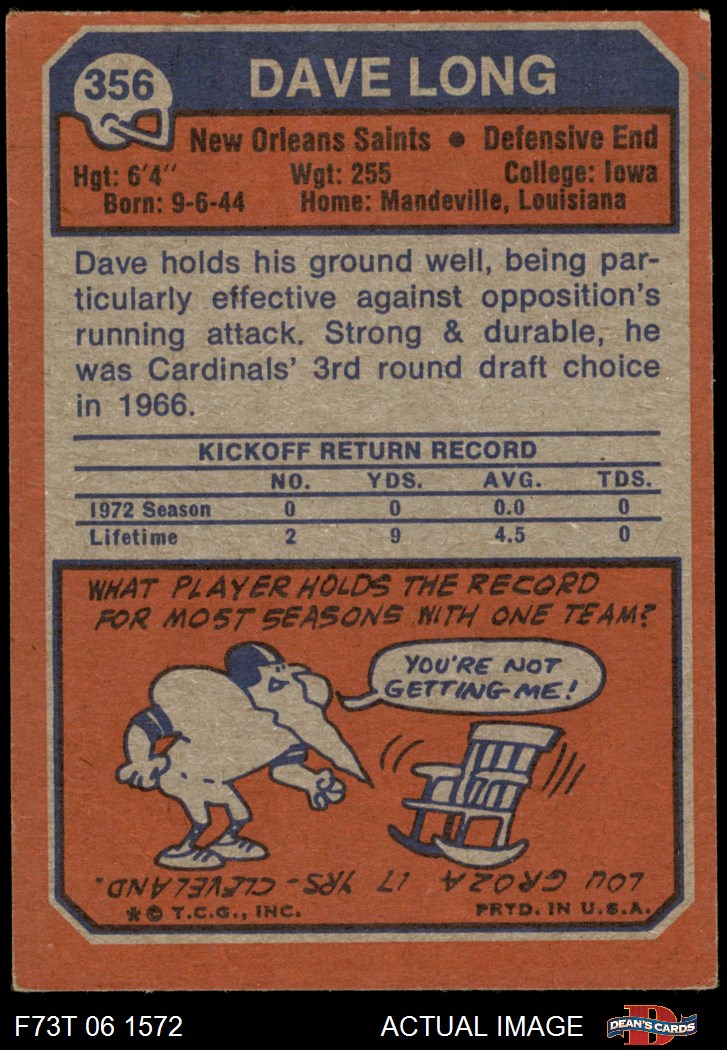 356
DAVE LONG
New Orleans Saints • Defensive End
Hgt: 6'4" Wgt: 255 College: Iowa
Born: 9-6-44 Home: Mandeville, Louisiana
Dave holds his ground well, being par-
ticularly effective against opposition's
running attack. Strong & durable, he
was Cardinals' 3rd round draft choice
in 1966.
KICKOFF RETURN RECORD
NO. YDS. AVG. TDS.
1972 Season 0 0 0.0 0
Lifetime 2 9 4.5 0
WHAT PLAYER HOLDS THE RECORD
FOR MOST SEASONS WITH ONE TEAM?
YOU'RE NOT
GETTING ME!
LOU GROZA 17 YRS-CLEVELAND.
*© T.C.G., INC. PRTD. IN U.S.A.
F73T 06 1572 ACTUAL IMAGE
D
DEAN'S CARDS